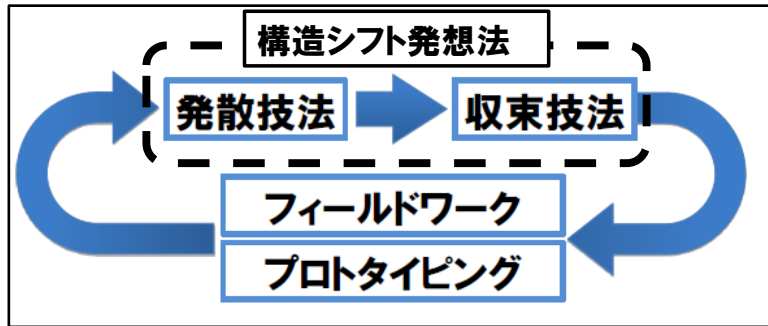 構造シフト発想法
発散技法
収束技法
フィールドワーク
プロトタイピング